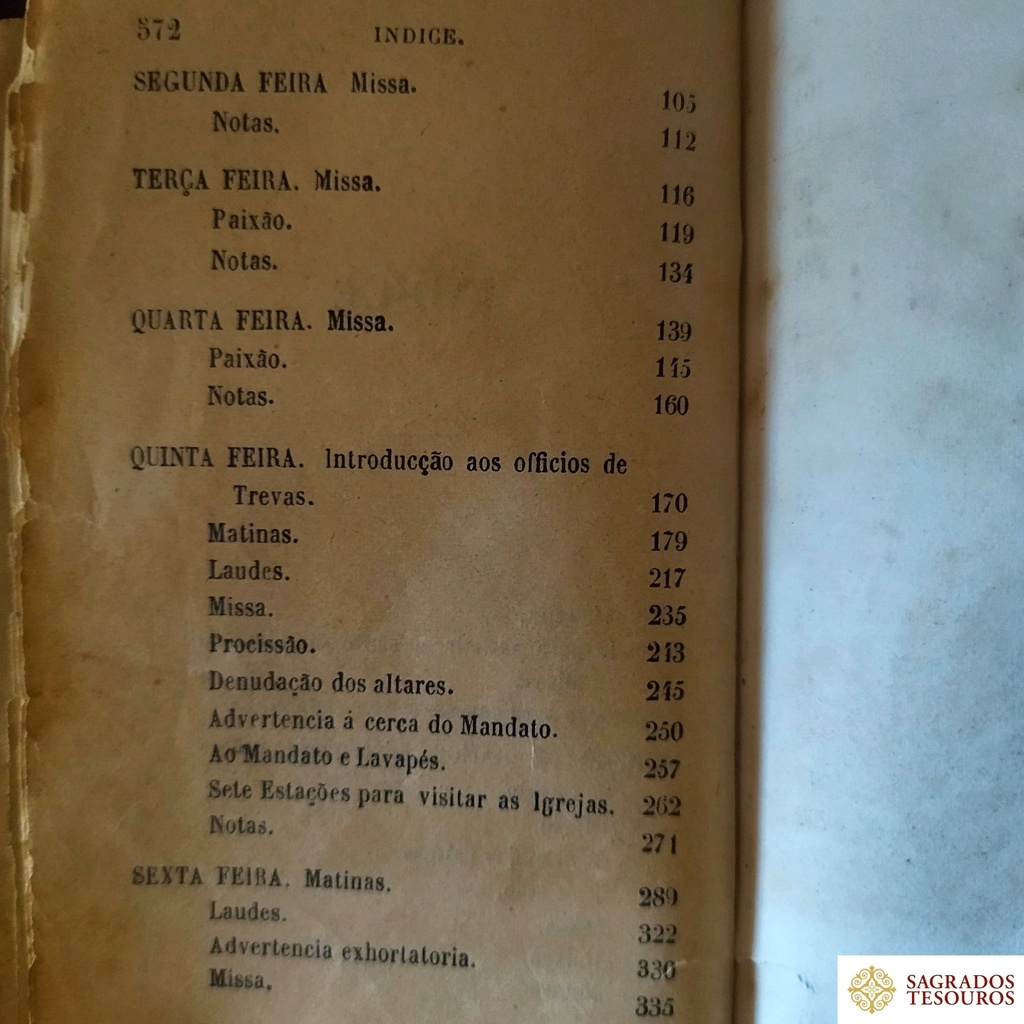 572 INDICE.
SEGUNDA FEIRA Missa. 105
Notas. 112
TERÇA FEIRA. Missa. 116
Paixão. 119
Notas. 134
QUARTA FEIRA. Missa. 139
Paixão. 145
Notas. 160
QUINTA FEIRA. Introducção aos officios de
Trevas. 170
Matinas. 179
Laudes. 217
Missa. 235
Procissão. 243
Denudação dos altares. 245
Advertencia á cerca do Mandato. 250
Ao Mandato e Lavapés. 257
Sete Estações para visitar as Igrejas. 262
Notas. 271
SEXTA FEIRA. Matinas. 289
Laudes. 322
Advertencia exhortatoria. 330
Missa. 335
SAGRADOS
TESOUROS